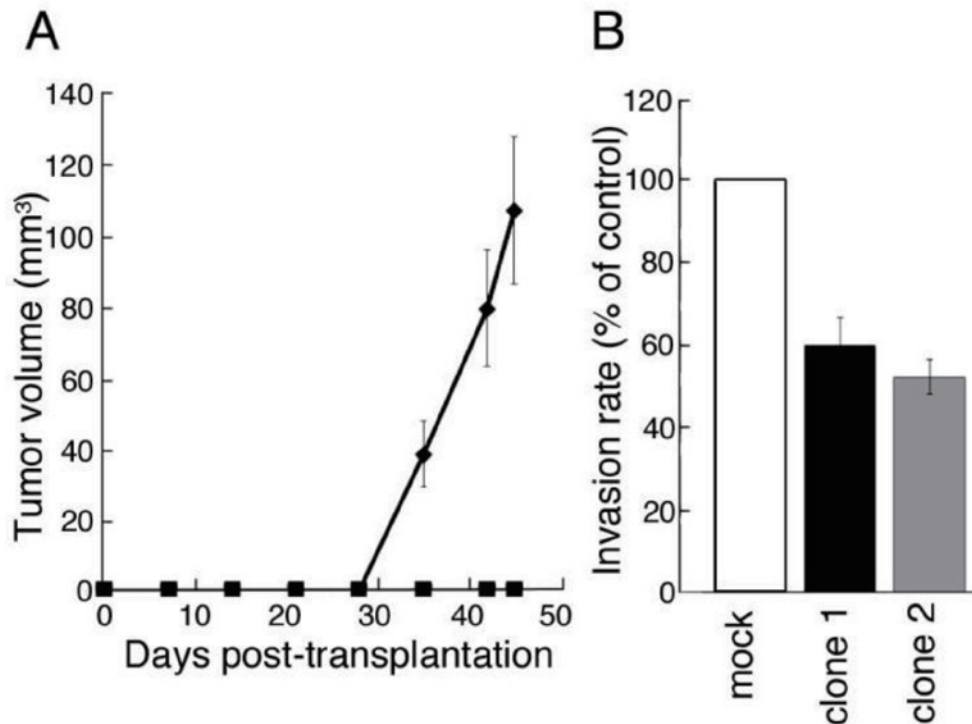 A
Tumor volume (mm³)
140
120
100
80
60
40
20
0
0 10 20 30 40 50
Days post-transplantation
B
Invasion rate (% of control)
120
100
80
60
40
20
0
mock
clone 1
clone 2